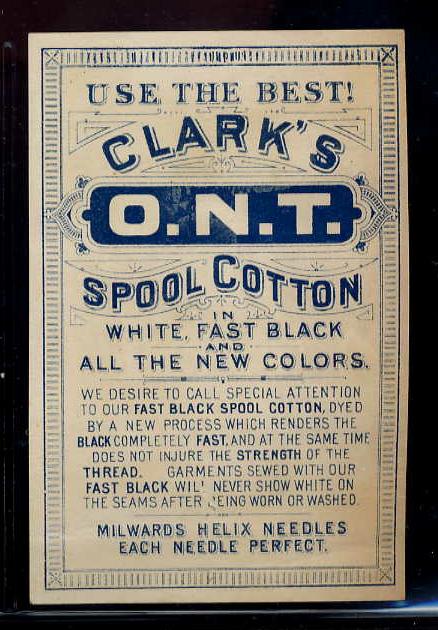 USE THE BEST!
CLARK'S
O.N.T.
SPOOL COTTON
IN
WHITE, FAST BLACK
AND
ALL THE NEW COLORS.
WE DESIRE TO CALL SPECIAL ATTENTION
TO OUR FAST BLACK SPOOL COTTON, DYED
BY A NEW PROCESS WHICH RENDERS THE
BLACK COMPLETELY FAST, AND AT THE SAME TIME
DOES NOT INJURE THE STRENGTH OF THE
THREAD. GARMENTS SEWED WITH OUR
FAST BLACK WILL NEVER SHOW WHITE ON
THE SEAMS AFTER BEING WORN OR WASHED.
MILWARDS HELIX NEEDLES
EACH NEEDLE PERFECT.